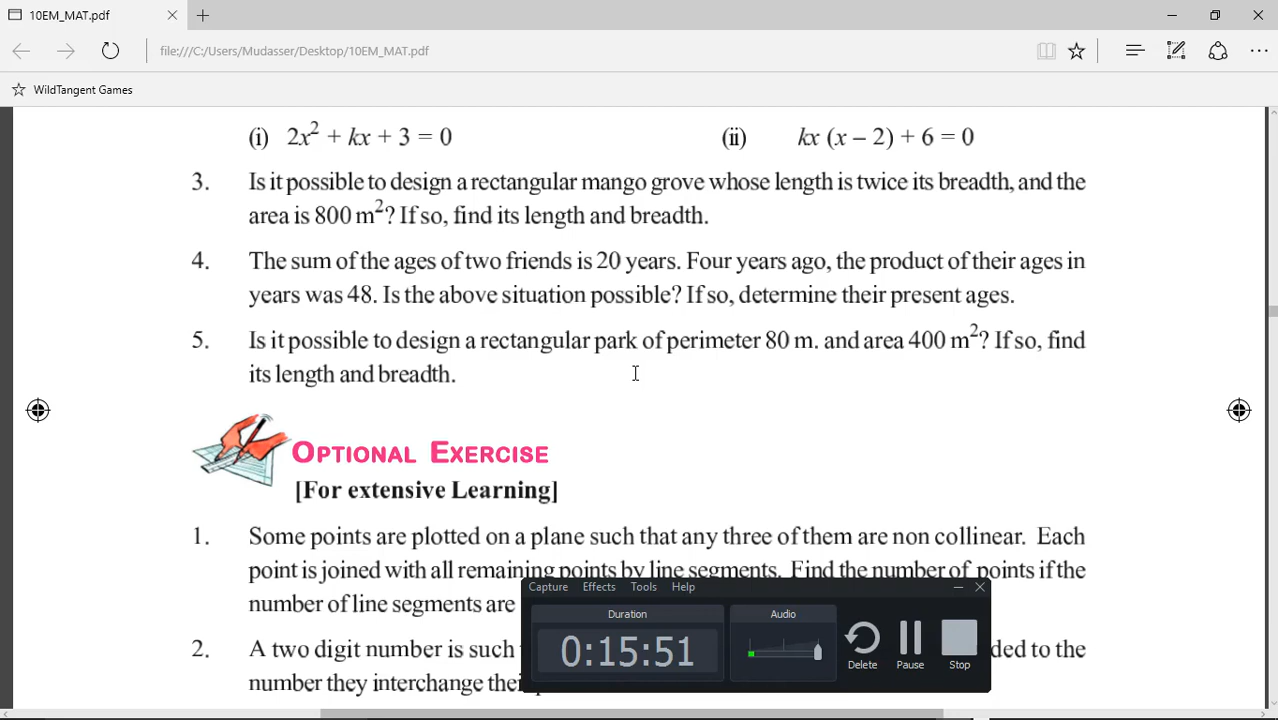 10EM_MAT.pdf
file:///C:/Users/Mudasser/Desktop/10EM_MAT.pdf
WildTangent Games
(i) 2x² + kx + 3 = 0 (ii) kx (x – 2) + 6 = 0
3. Is it possible to design a rectangular mango grove whose length is twice its breadth, and the
area is 800 m²? If so, find its length and breadth.
4. The sum of the ages of two friends is 20 years. Four years ago, the product of their ages in
years was 48. Is the above situation possible? If so, determine their present ages.
5. Is it possible to design a rectangular park of perimeter 80 m. and area 400 m²? If so, find
its length and breadth.
OPTIONAL EXERCISE
[For extensive Learning]
1. Some points are plotted on a plane such that any three of them are non collinear. Each
point is joined with all remaining points by line segments. Find the number of points if the
number of line segments are
2. A two digit number is such ded to the
number they interchange their
Capture Effects Tools Help
Duration Audio
0:15:51
Delete Pause Stop